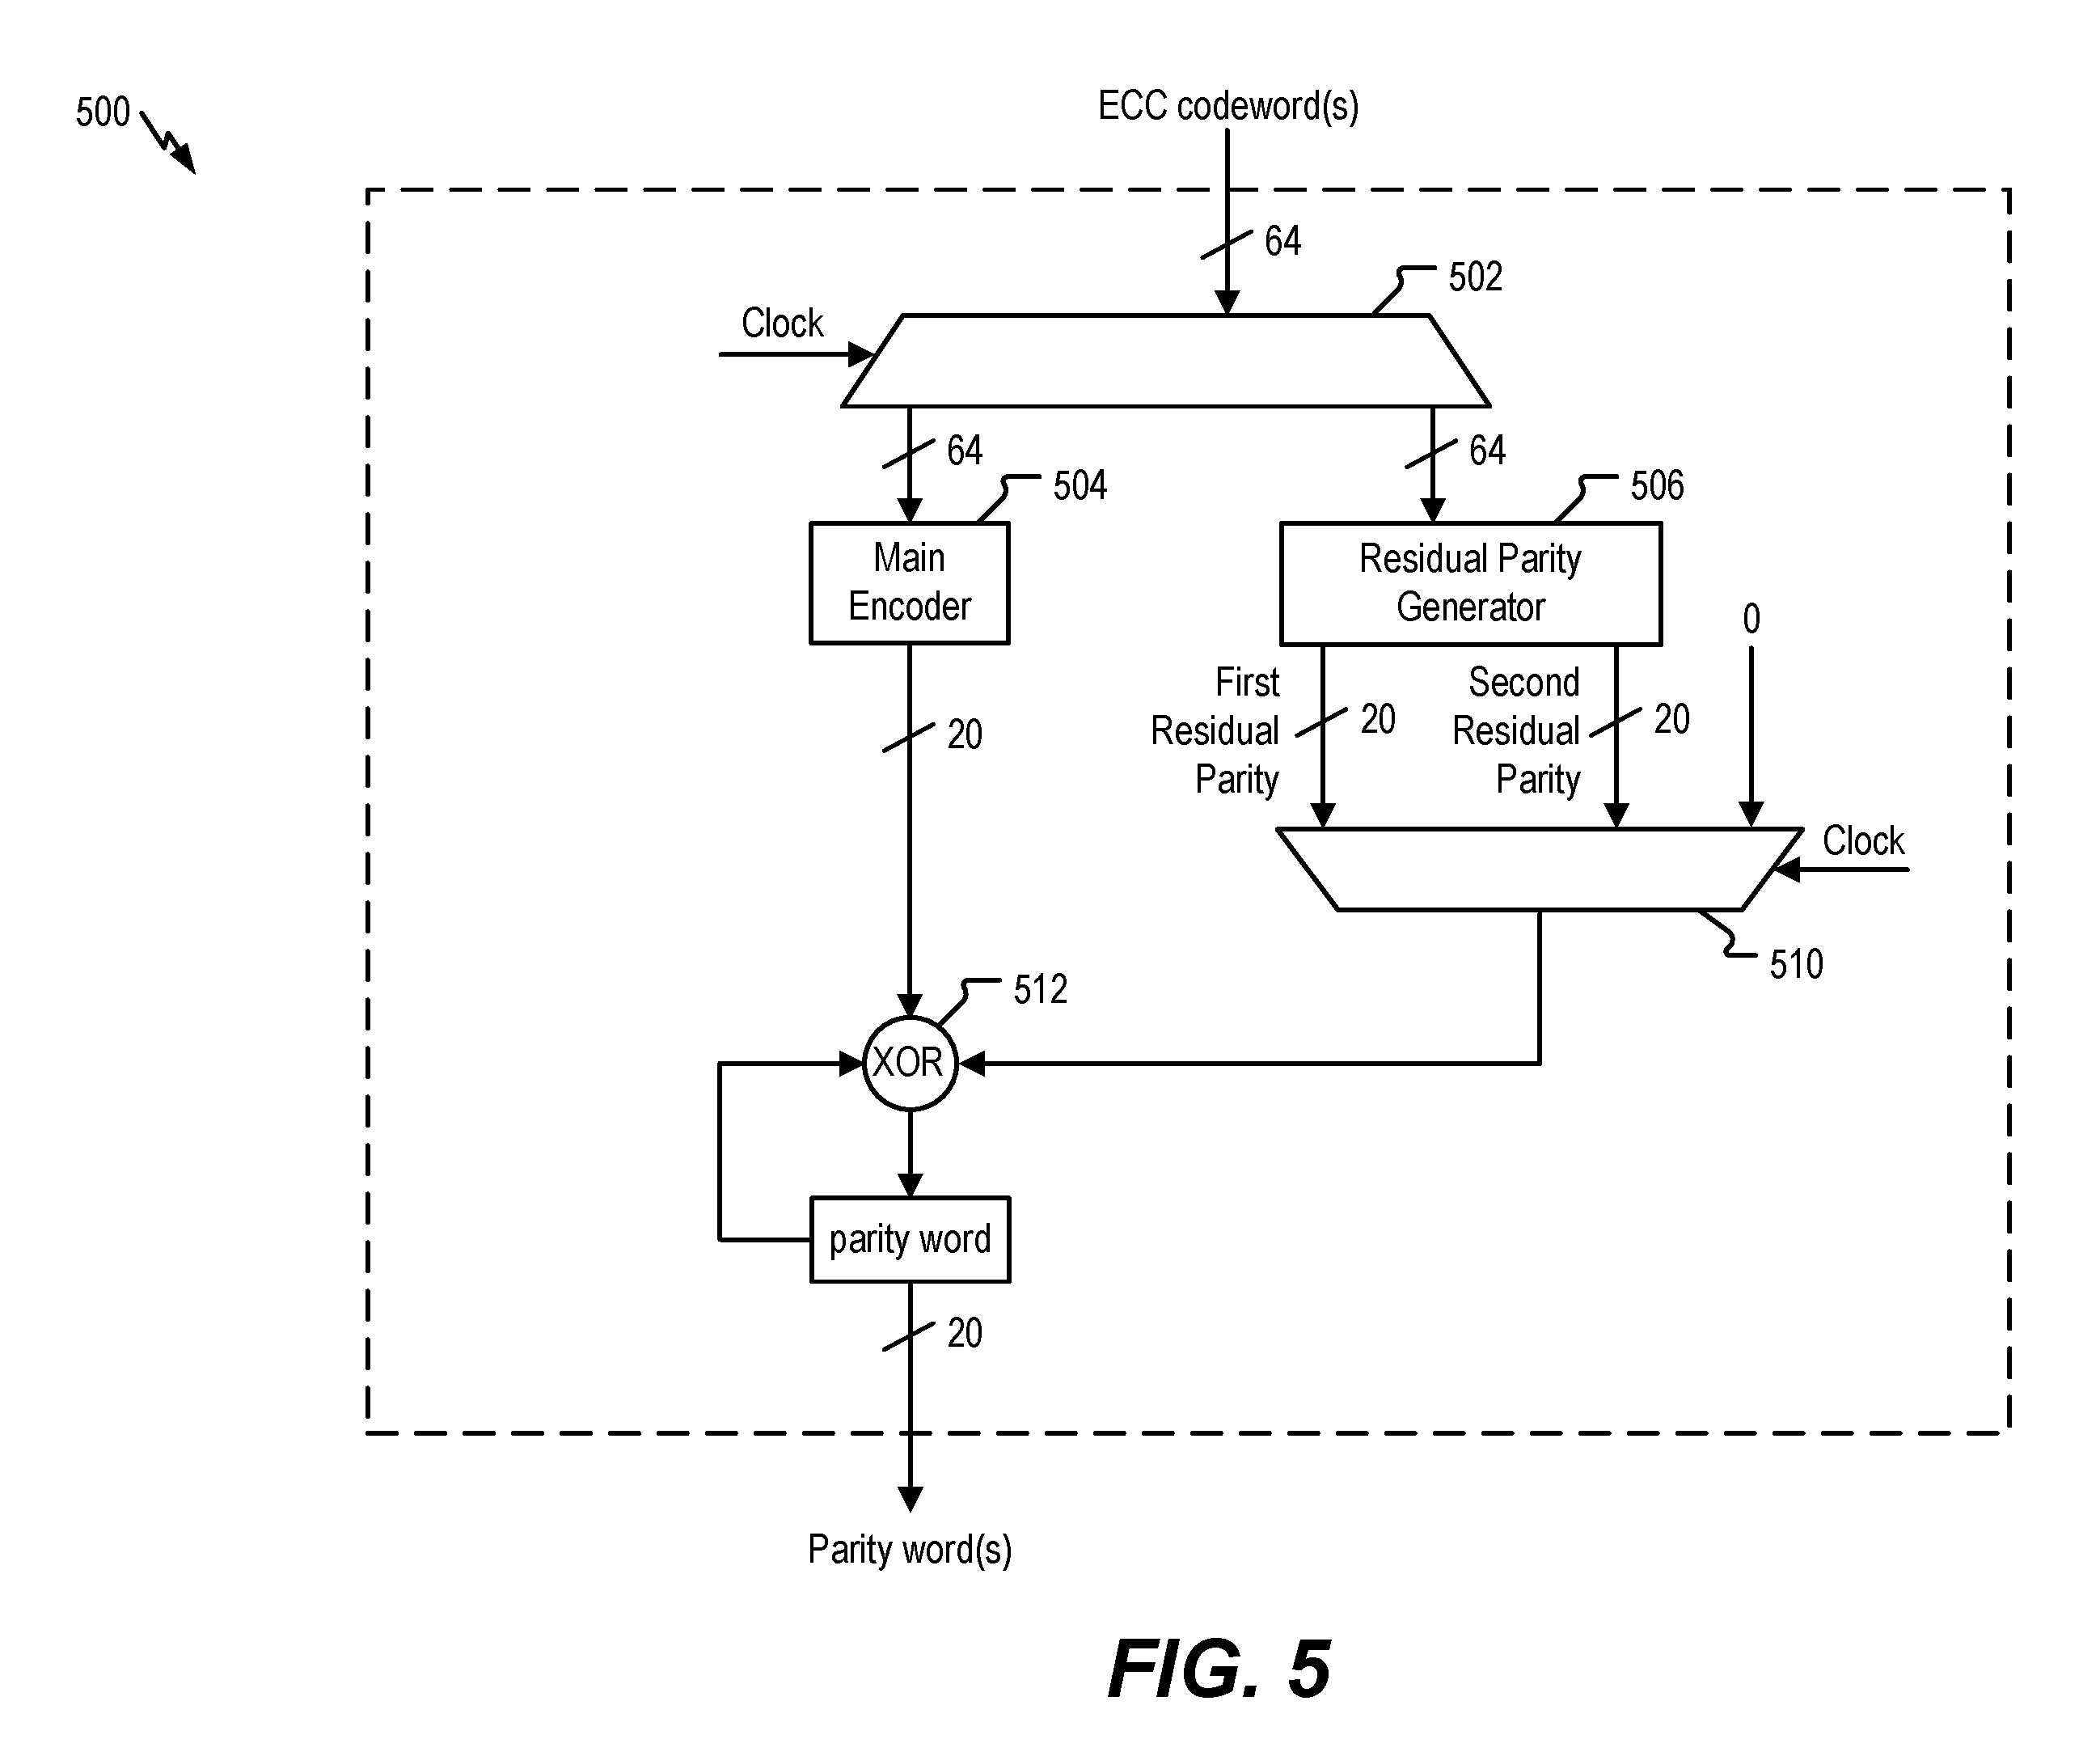 500
ECC codeword(s)
64
502
Clock
64
64
504
506
Main
Encoder
Residual Parity
Generator
0
First
Residual
Parity
20
Second
Residual
Parity
20
20
Clock
510
512
XOR
parity word
20
Parity word(s)
FIG. 5